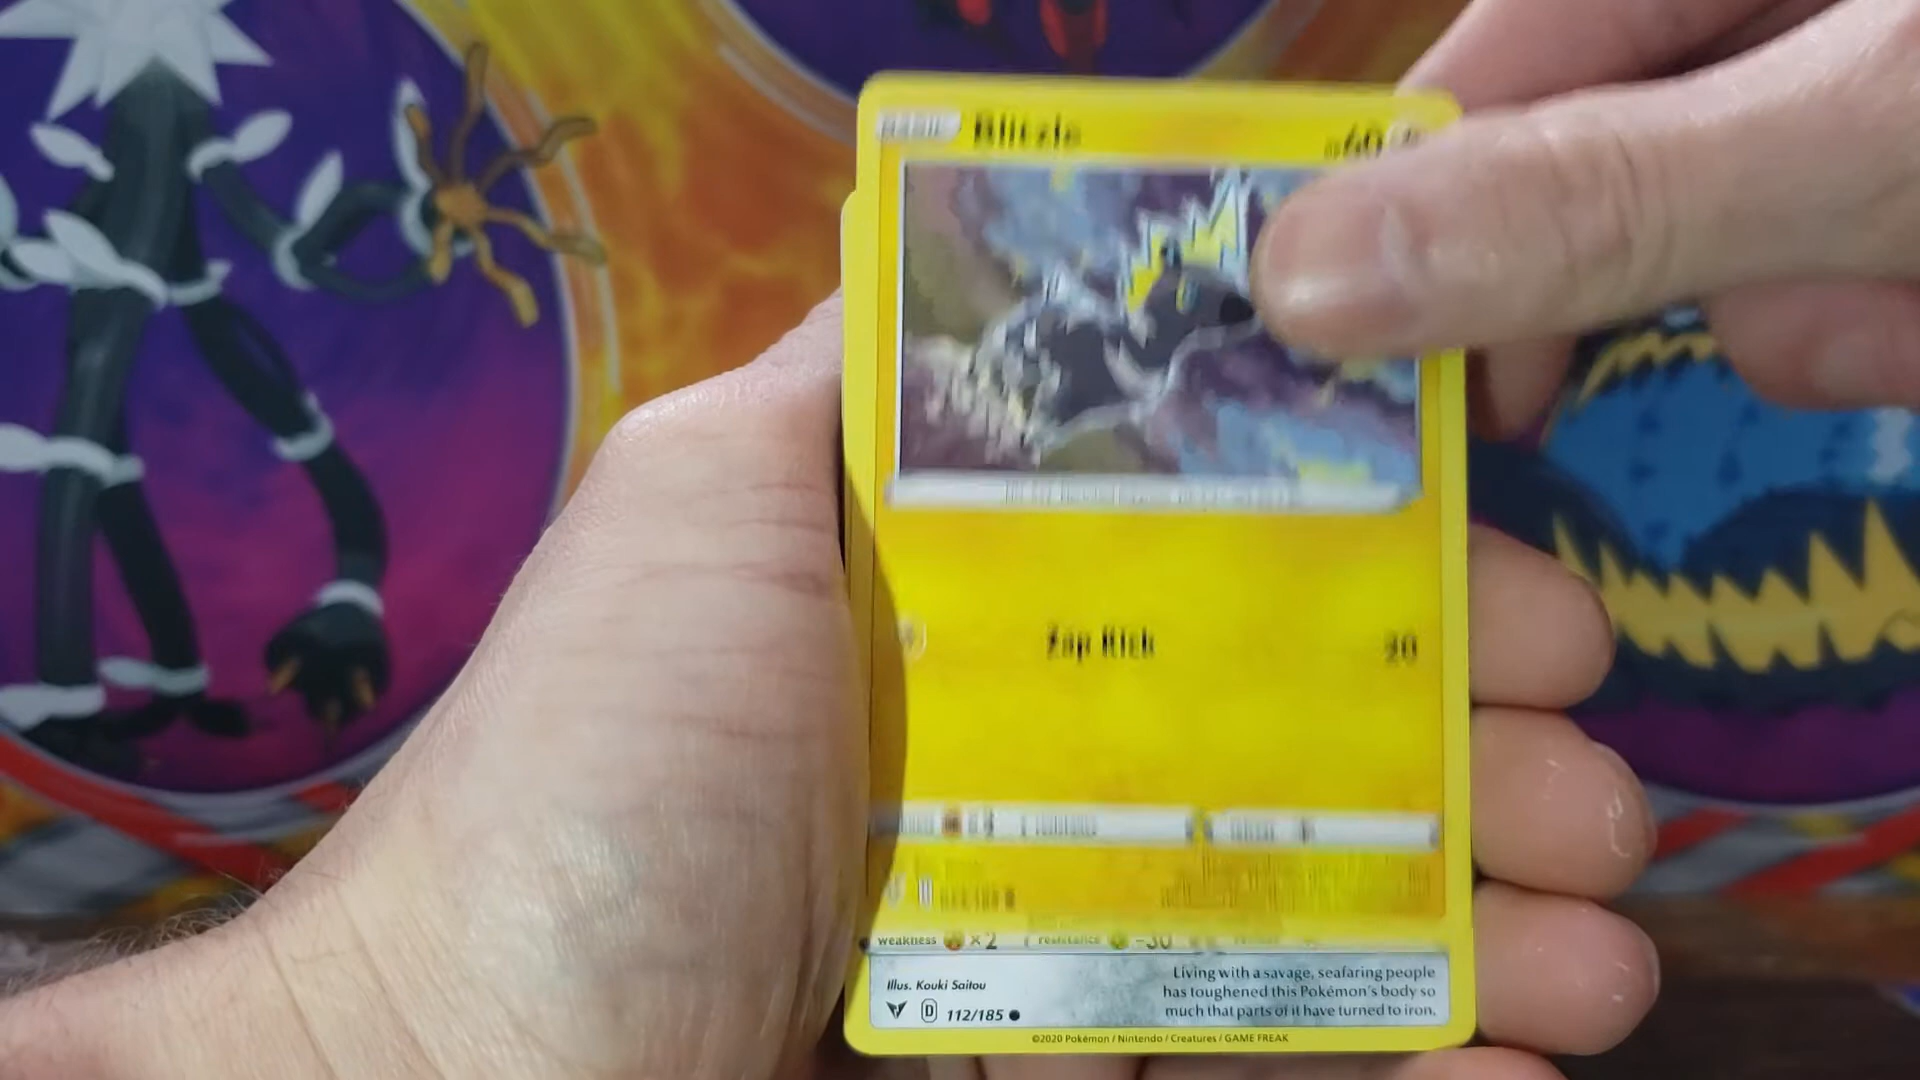 BASIC Blitzle 60
Zap Kick 30
weakness ×2 resistance -30
Illus. Kouki Saitou
D 112/185
Living with a savage, seafaring people
has toughened this Pokémon's body so
much that parts of it have turned to iron.
©2020 Pokémon / Nintendo / Creatures / GAME FREAK